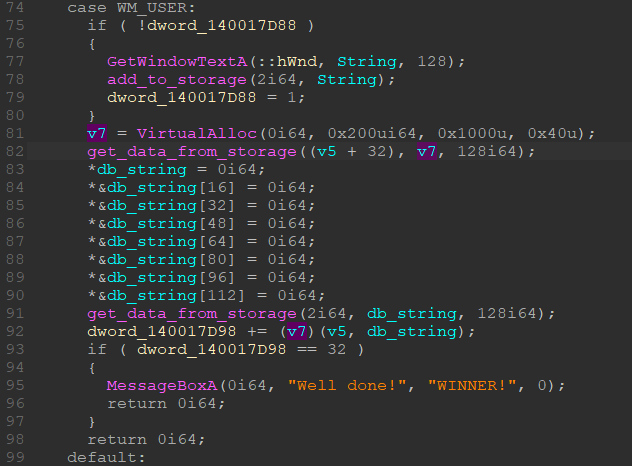 74 case WM_USER:
75 if ( !dword_140017D88 )
76 {
77 GetWindowTextA(::hWnd, String, 128);
78 add_to_storage(2i64, String);
79 dword_140017D88 = 1;
80 }
81 v7 = VirtualAlloc(0i64, 0x200ui64, 0x1000u, 0x40u);
82 get_data_from_storage((v5 + 32), v7, 128i64);
83 *db_string = 0i64;
84 *&db_string[16] = 0i64;
85 *&db_string[32] = 0i64;
86 *&db_string[48] = 0i64;
87 *&db_string[64] = 0i64;
88 *&db_string[80] = 0i64;
89 *&db_string[96] = 0i64;
90 *&db_string[112] = 0i64;
91 get_data_from_storage(2i64, db_string, 128i64);
92 dword_140017D98 += (v7)(v5, db_string);
93 if ( dword_140017D98 == 32 )
94 {
95 MessageBoxA(0i64, "Well done!", "WINNER!", 0);
96 return 0i64;
97 }
98 return 0i64;
99 default: